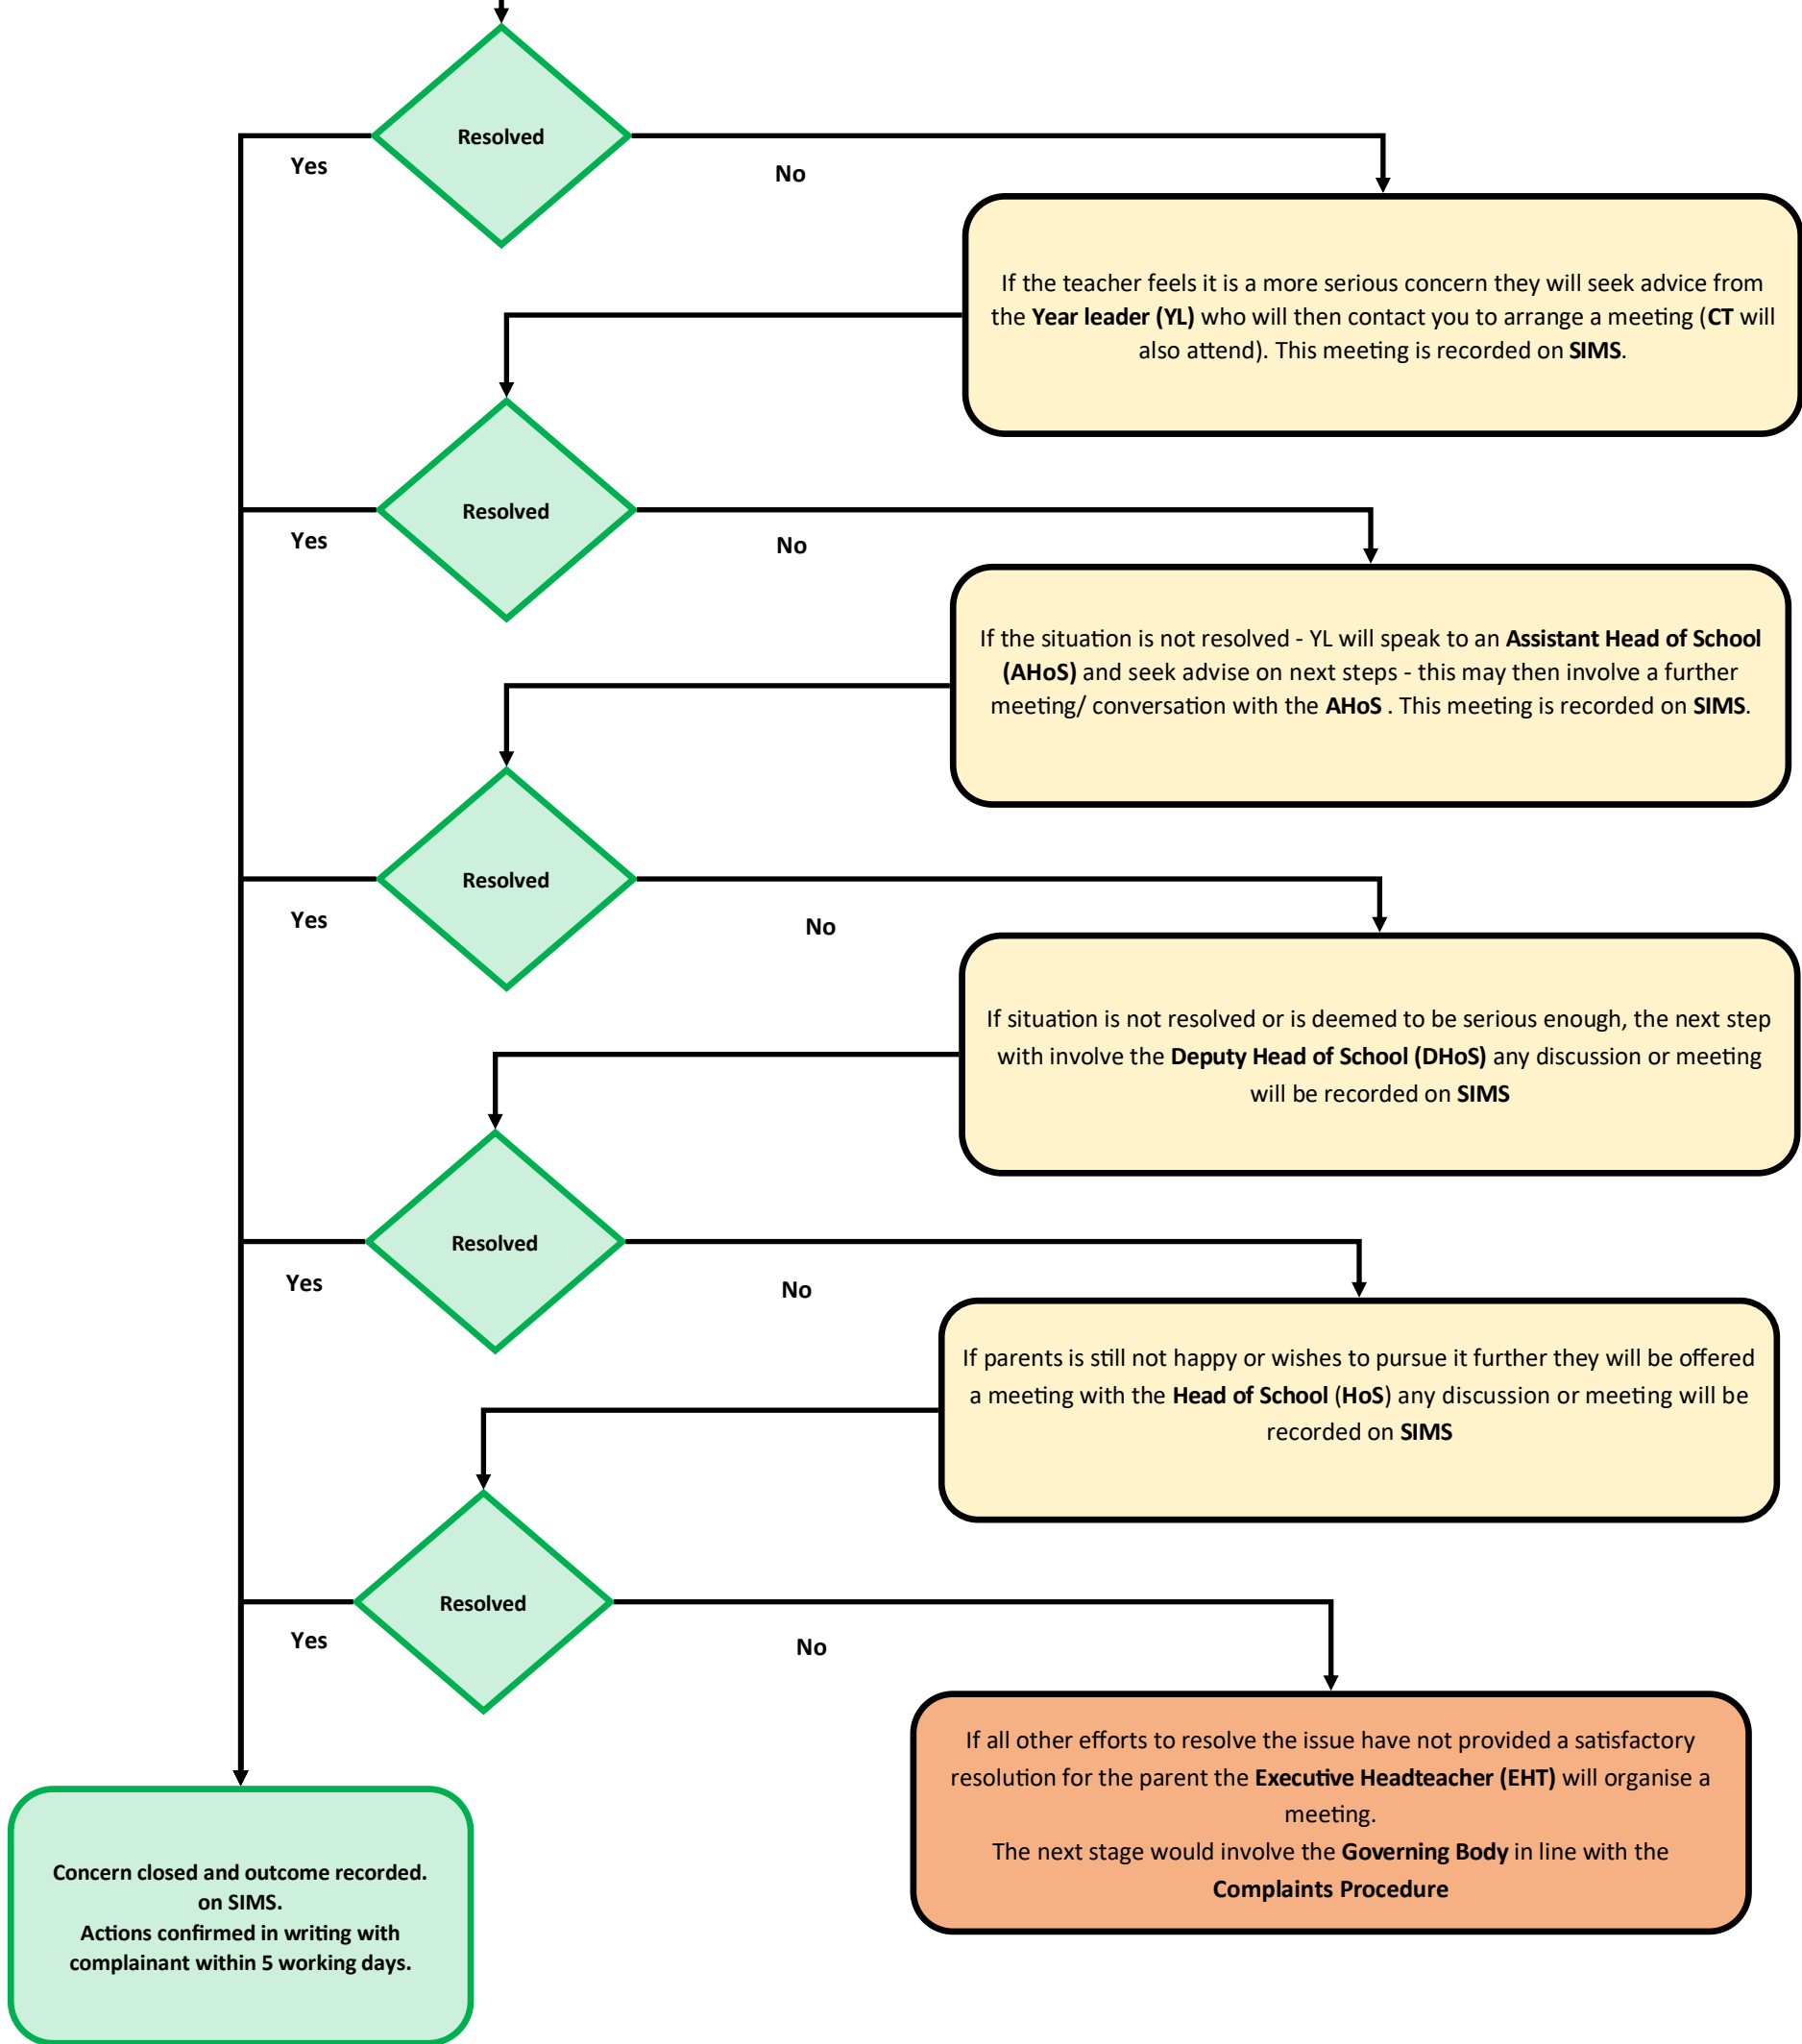 Resolved
Yes
No
If the teacher feels it is a more serious concern they will seek advice from
the Year leader (YL) who will then contact you to arrange a meeting (CT will
also attend). This meeting is recorded on SIMS.
Resolved
Yes
No
If the situation is not resolved - YL will speak to an Assistant Head of School
(AHoS) and seek advise on next steps - this may then involve a further
meeting/ conversation with the AHoS . This meeting is recorded on SIMS.
Resolved
Yes
No
If situation is not resolved or is deemed to be serious enough, the next step
with involve the Deputy Head of School (DHoS) any discussion or meeting
will be recorded on SIMS
Resolved
Yes
No
If parents is still not happy or wishes to pursue it further they will be offered
a meeting with the Head of School (HoS) any discussion or meeting will be
recorded on SIMS
Resolved
Yes
No
If all other efforts to resolve the issue have not provided a satisfactory
resolution for the parent the Executive Headteacher (EHT) will organise a
meeting.
The next stage would involve the Governing Body in line with the
Complaints Procedure
Concern closed and outcome recorded.
on SIMS.
Actions confirmed in writing with
complainant within 5 working days.